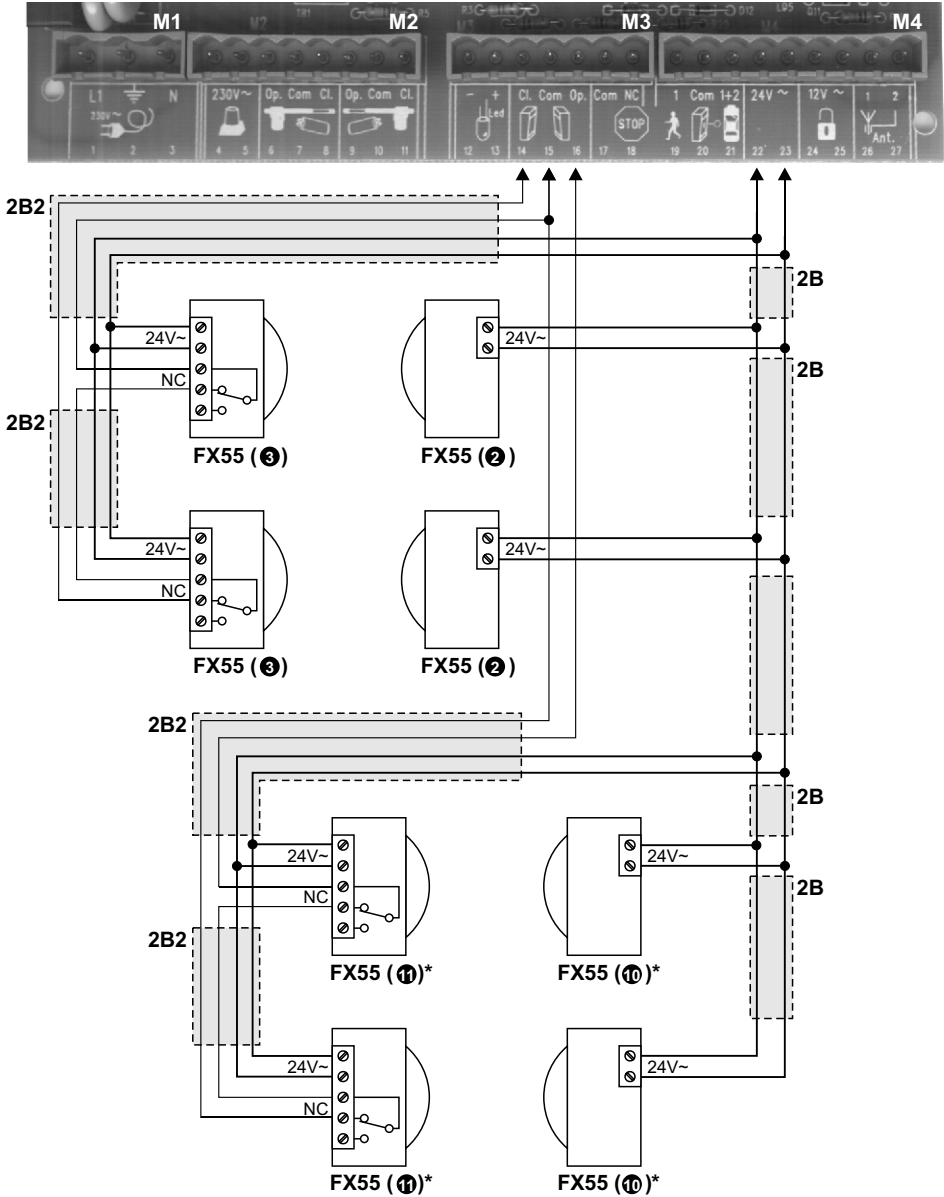 R3
D12
LP5
M1
M2
M3
M4
L1 N
230V~
230V~
Op. Com Cl. Op. Com Cl.
- +
Led
Cl. Com Op. Com NC
STOP
1 Com 1+2
24V ~
12V ~
1 2
Ant.
1 2 3 4 5 6 7 8 9 10 11 12 13 14 15 16 17 18 19 20 21 22 23 24 25 26 27
2B2
2B
24V~
24V~
NC
2B
2B2
FX55 (3)
FX55 (2)
24V~
24V~
NC
FX55 (3)
FX55 (2)
2B2
2B
24V~
24V~
NC
2B
2B2
FX55 (11)*
FX55 (10)*
24V~
24V~
NC
FX55 (11)*
FX55 (10)*